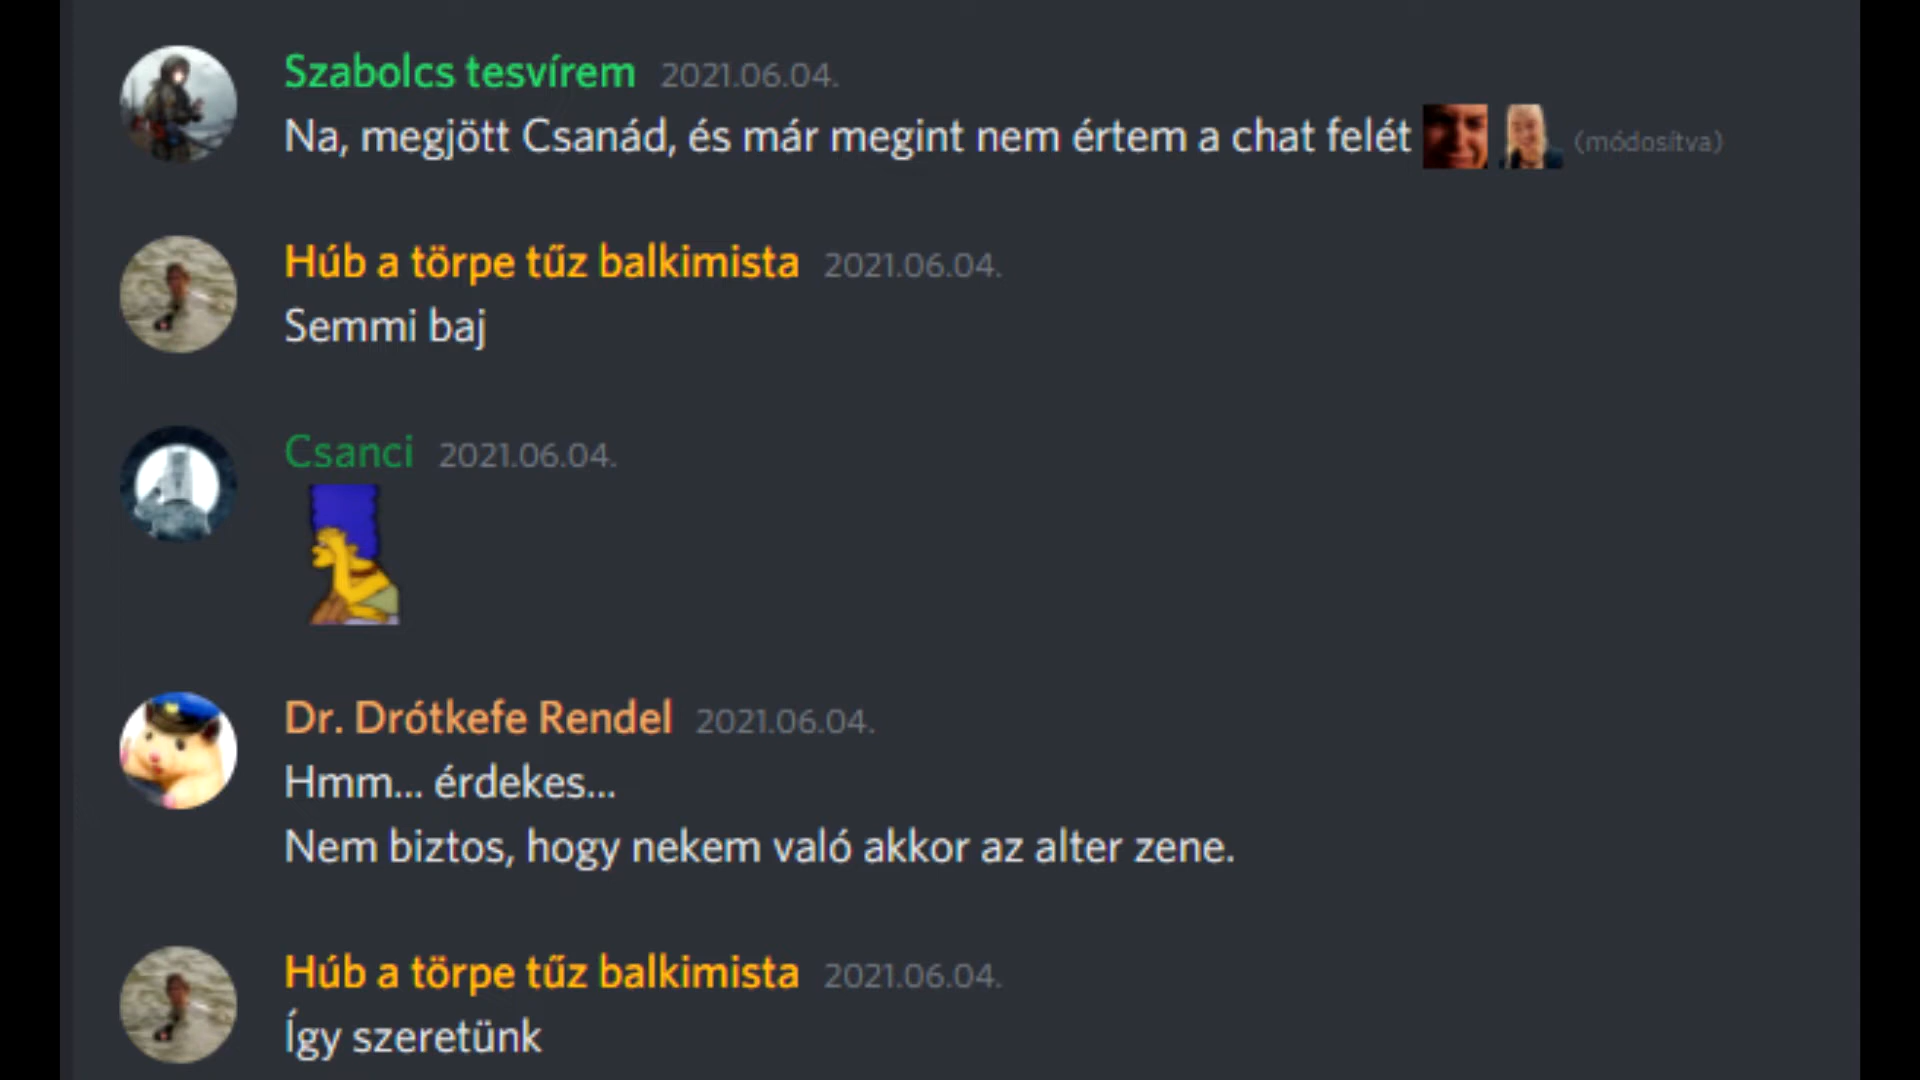 Szabolcs tesvírem 2021.06.04.
Na, megjött Csanád, és már megint nem értem a chat felét (módosítva)
Húb a törpe tűz balkimista 2021.06.04.
Semmi baj
Csanci 2021.06.04.
Dr. Drótkefe Rendel 2021.06.04.
Hmm... érdekes...
Nem biztos, hogy nekem való akkor az alter zene.
Húb a törpe tűz balkimista 2021.06.04.
Így szeretünk